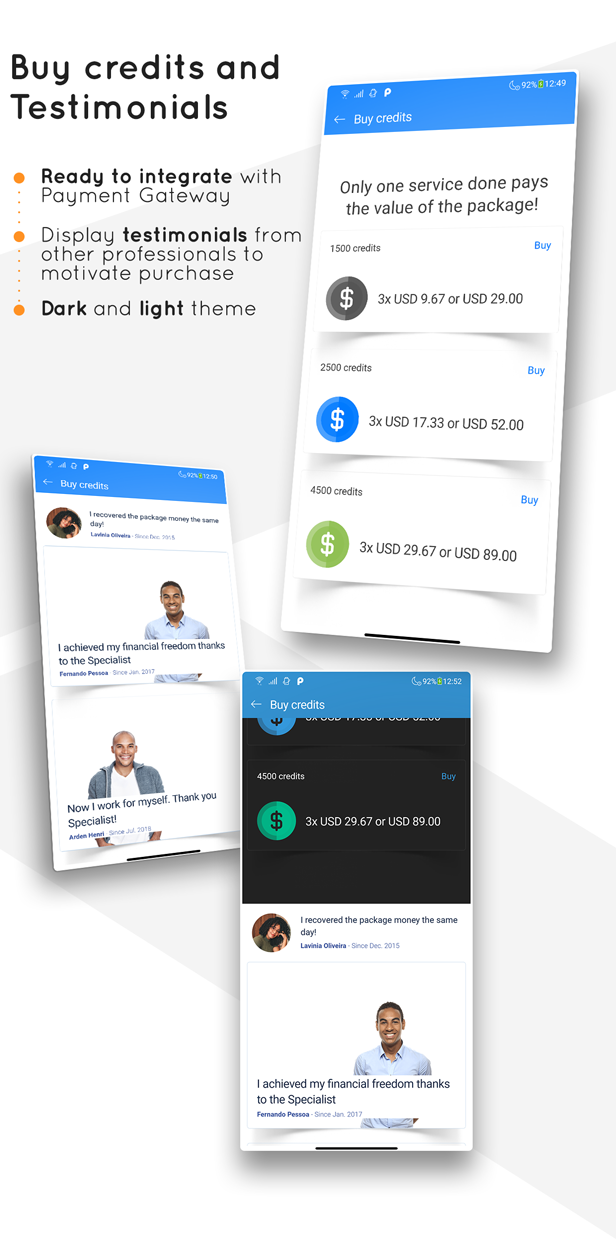 Buy credits and
Testimonials
Ready to integrate with
Payment Gateway
Display testimonials from
other professionals to
motivate purchase
Dark and light theme
92% 12:49
Buy credits
Only one service done pays
the value of the package!
1500 credits
Buy
3x USD 9.67 or USD 29.00
2500 credits
Buy
3x USD 17.33 or USD 52.00
4500 credits
Buy
3x USD 29.67 or USD 89.00
92% 12:50
Buy credits
I recovered the package money the same
day!
Lavinia Oliveira - Since Dec. 2015
I achieved my financial freedom thanks
to the Specialist
Fernando Pessoa - Since Jan. 2017
Now I work for myself. Thank you
Specialist!
Arden Henri - Since Jul. 2018
92% 12:52
Buy credits
3x USD 17.33 or USD 52.00
4500 credits
Buy
3x USD 29.67 or USD 89.00
I recovered the package money the same
day!
Lavinia Oliveira - Since Dec. 2015
I achieved my financial freedom thanks
to the Specialist
Fernando Pessoa - Since Jan. 2017